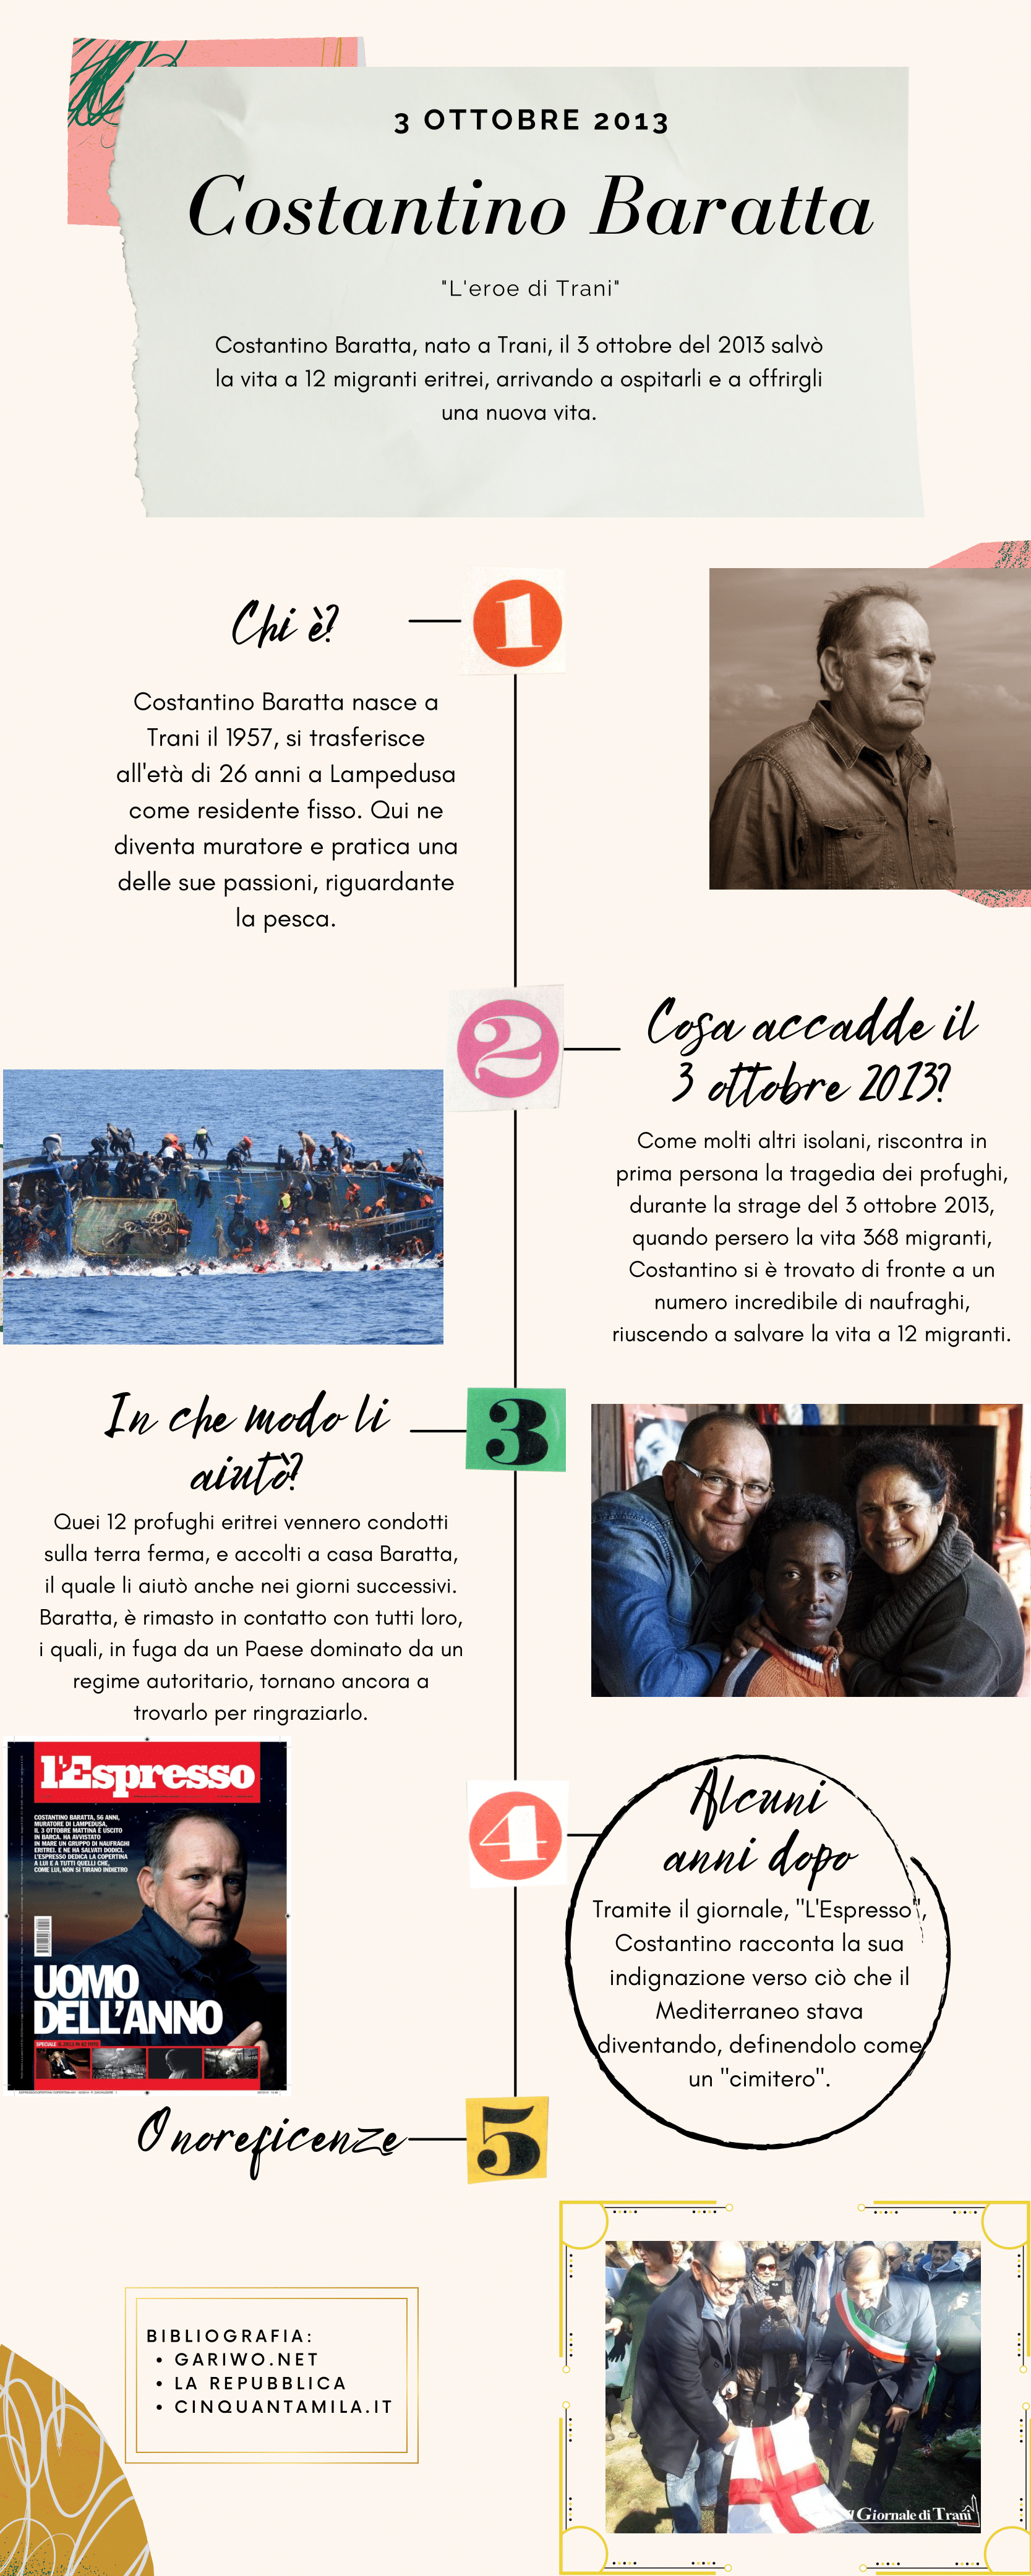 3 OTTOBRE 2013
Costantino Baratta
"L'eroe di Trani"
Costantino Baratta, nato a Trani, il 3 ottobre del 2013 salvò
la vita a 12 migranti eritrei, arrivando a ospitarli e a offrirgli
una nuova vita.
Chi è?
1
Costantino Baratta nasce a
Trani il 1957, si trasferisce
all'età di 26 anni a Lampedusa
come residente fisso. Qui ne
diventa muratore e pratica una
delle sue passioni, riguardante
la pesca.
2
Cosa accadde il
3 ottobre 2013?
Come molti altri isolani, riscontra in
prima persona la tragedia dei profughi,
durante la strage del 3 ottobre 2013,
quando persero la vita 368 migranti,
Costantino si è trovato di fronte a un
numero incredibile di naufraghi,
riuscendo a salvare la vita a 12 migranti.
In che modo li
aiutò?
3
Quei 12 profughi eritrei vennero condotti
sulla terra ferma, e accolti a casa Baratta,
il quale li aiutò anche nei giorni successivi.
Baratta, è rimasto in contatto con tutti loro,
i quali, in fuga da un Paese dominato da un
regime autoritario, tornano ancora a
trovarlo per ringraziarlo.
l'Espresso
COSTANTINO BARATTA, 56 ANNI,
MURATORE DI LAMPEDUSA,
IL 3 OTTOBRE MATTINA È USCITO
IN BARCA. HA AVVISTATO
IN MARE UN GRUPPO DI NAUFRAGHI
ERITREI. E NE HA SALVATI DODICI.
L'ESPRESSO DEDICA LA COPERTINA
A LUI E A TUTTI QUELLI CHE,
COME LUI, NON SI TIRANO INDIETRO
UOMO
DELL'ANNO
SPECIALE
4
Alcuni
anni dopo
Tramite il giornale, "L'Espresso",
Costantino racconta la sua
indignazione verso ciò che il
Mediterraneo stava
diventando, definendolo come
un "cimitero".
Onoreficenze
5
BIBLIOGRAFIA:
• GARIWO.NET
• LA REPUBBLICA
• CINQUANTAMILA.IT
Il Giornale di Trani